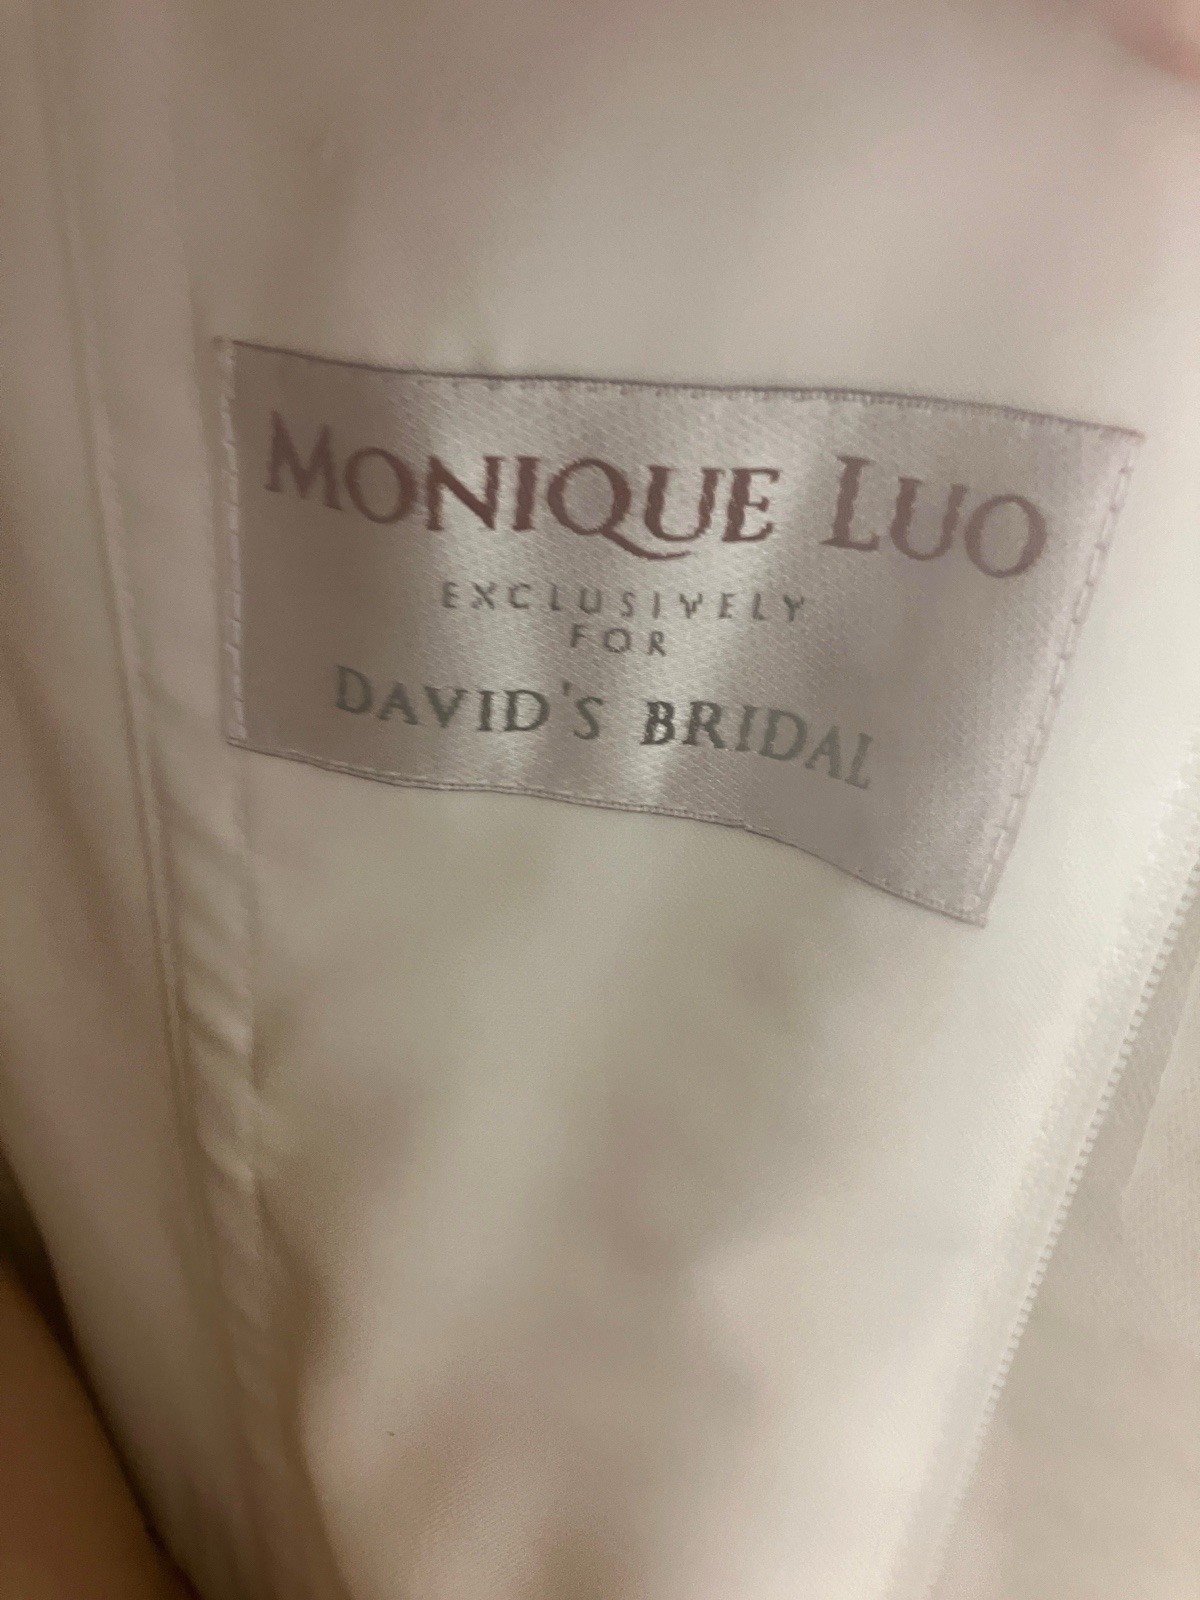 MONIQUE LUO
EXCLUSIVELY
FOR
DAVID'S BRIDAL